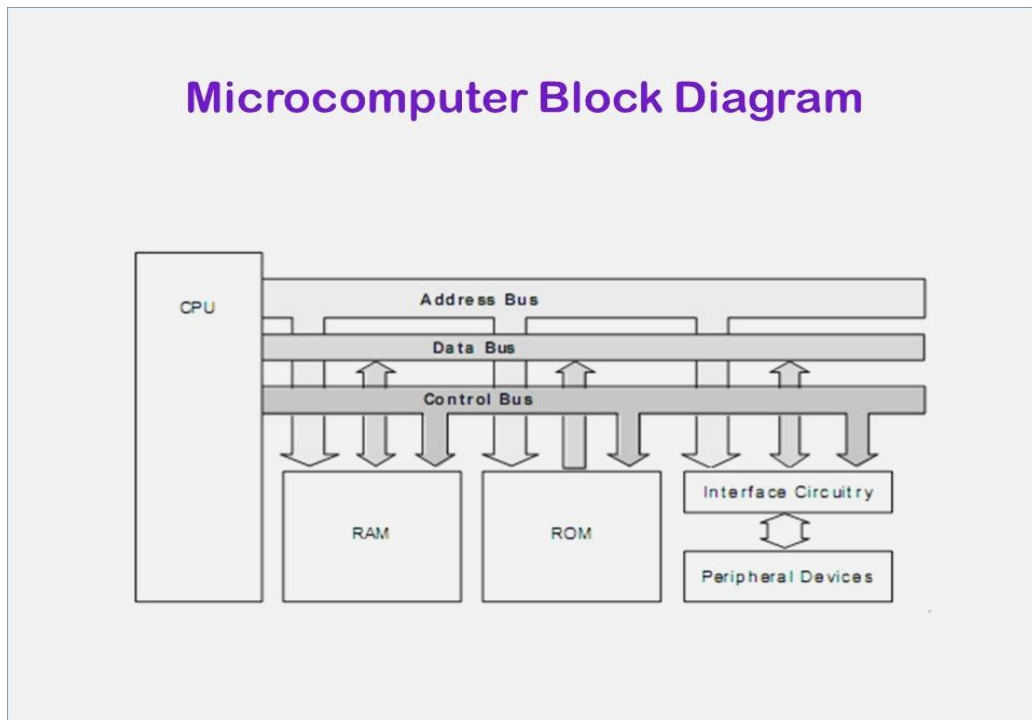 Microcomputer Block Diagram
CPU
Address Bus
Data Bus
Control Bus
RAM
ROM
Interface Circuitry
Peripheral Devices